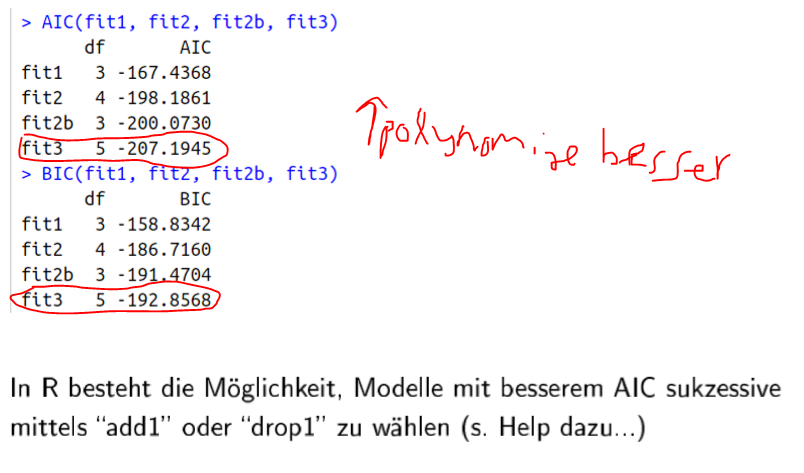 > AIC(fit1, fit2, fit2b, fit3)
df AIC
fit1 3 -167.4368
fit2 4 -198.1861
fit2b 3 -200.0730
fit3 5 -207.1945
> BIC(fit1, fit2, fit2b, fit3)
df BIC
fit1 3 -158.8342
fit2 4 -186.7160
fit2b 3 -191.4704
fit3 5 -192.8568
↑ besser
In R besteht die Möglichkeit, Modelle mit besserem AIC sukzessive
mittels “add1” oder “drop1” zu wählen (s. Help dazu...)